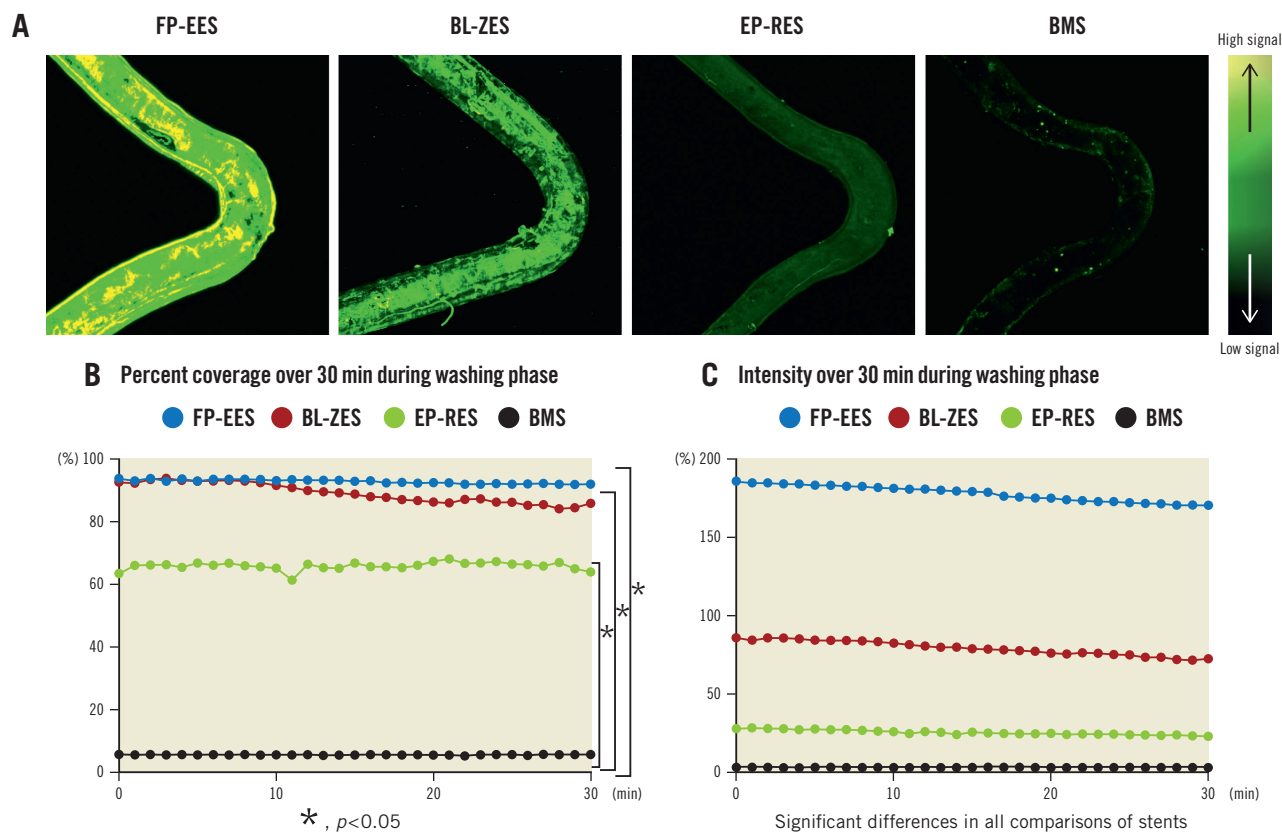 A
FP-EES BL-ZES EP-RES BMS
High signal
Low signal
B Percent coverage over 30 min during washing phase
FP-EES BL-ZES EP-RES BMS
(%) 100
80
60
40
20
0
0 10 20 30 (min)
*
*
*
*, p<0.05
C Intensity over 30 min during washing phase
FP-EES BL-ZES EP-RES BMS
(%) 200
150
100
50
0
0 10 20 30 (min)
Significant differences in all comparisons of stents